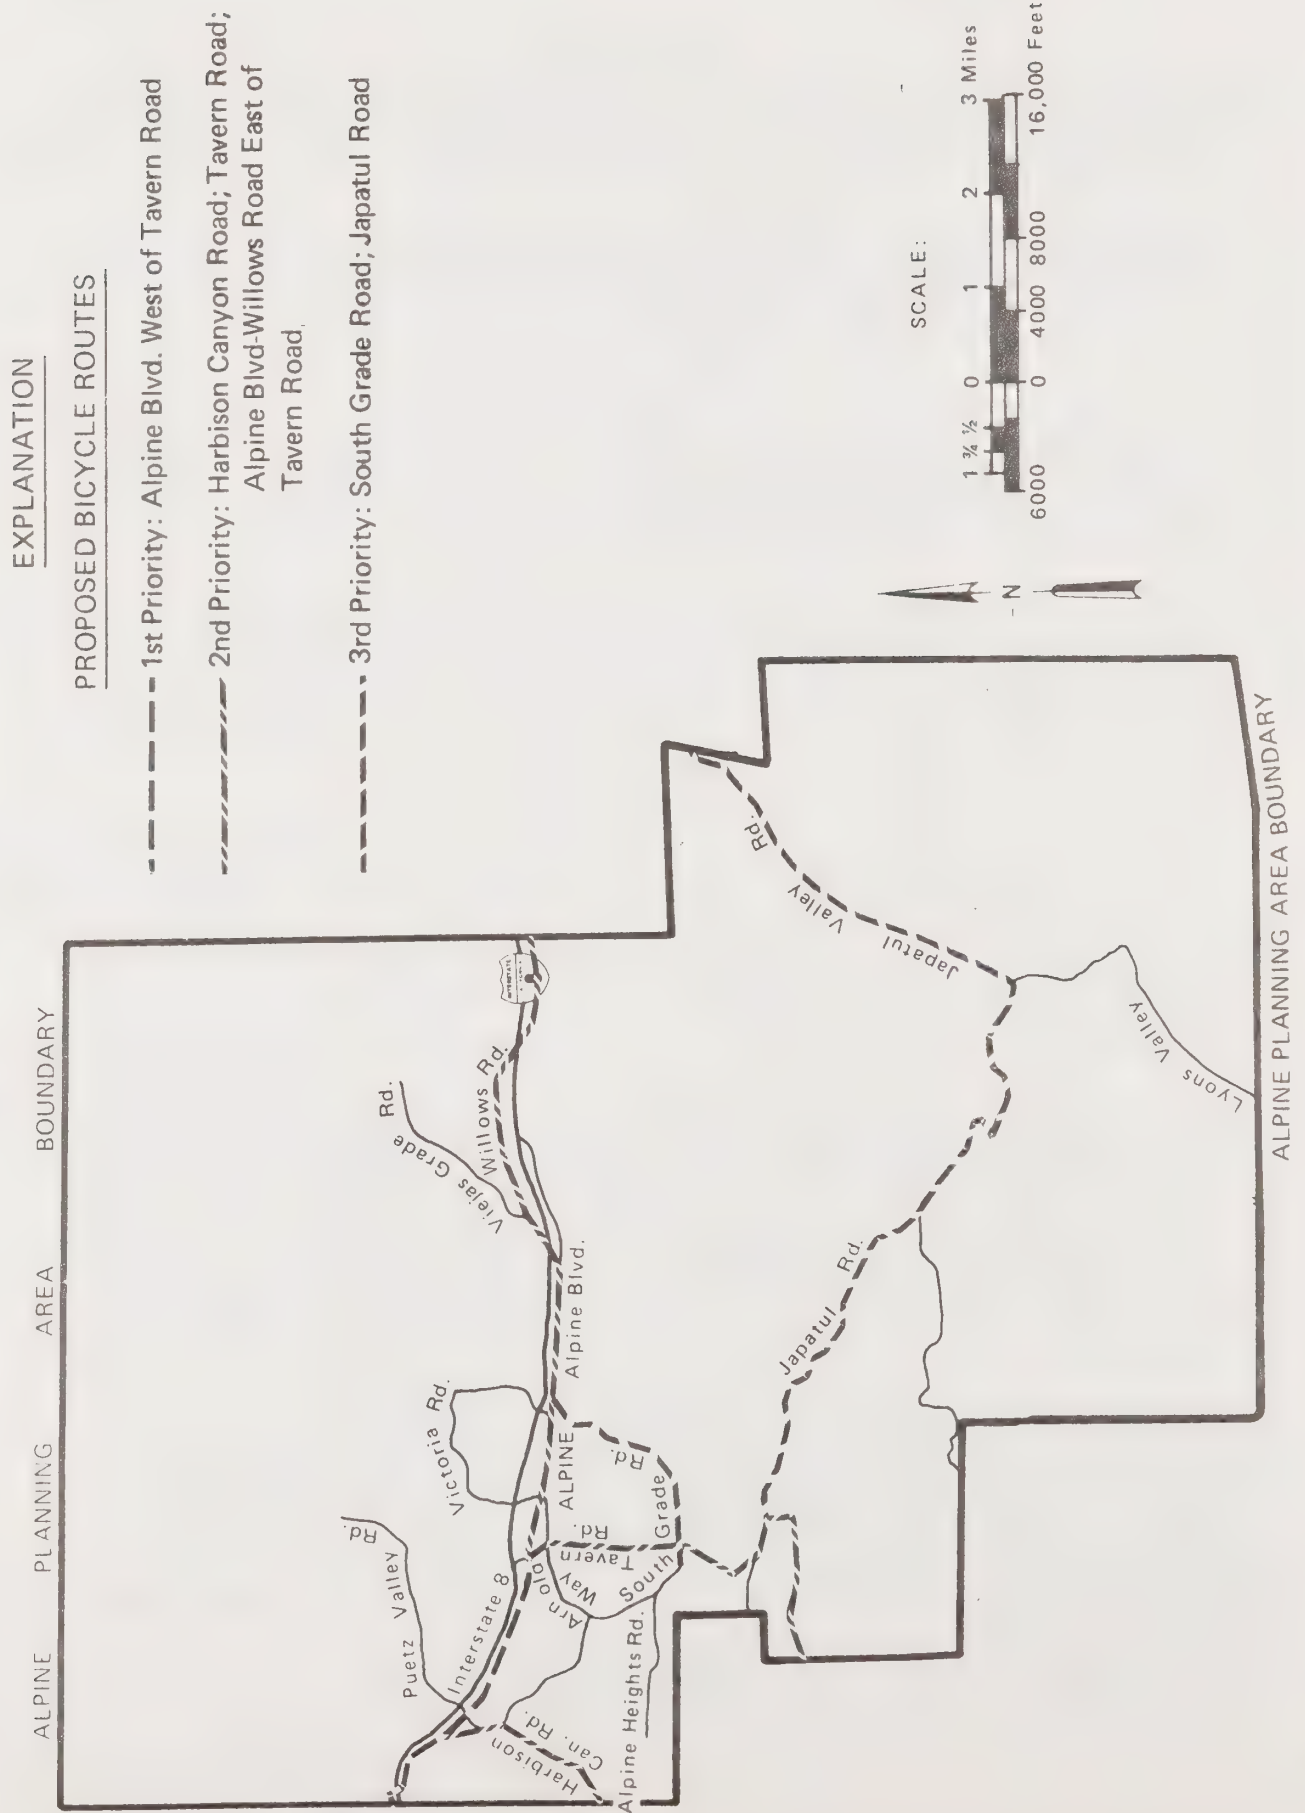 EXPLANATION
PROPOSED BICYCLE ROUTES
1st Priority: Alpine Blvd. West of Tavern Road
2nd Priority: Harbison Canyon Road; Tavern Road;
Alpine Blvd-Willows Road East of
Tavern Road.
3rd Priority: South Grade Road; Japatul Road
ALPINE PLANNING AREA BOUNDARY
Puetz Valley Rd.
Victoria Rd.
Viejas Grade Rd.
Willows Rd.
INTERSTATE
Interstate 8
Alpine Blvd.
ALPINE
Arnold Way
Tavern Rd.
South Grade Rd.
Harbison Can. Rd.
Alpine Heights Rd.
Japatul Rd.
Japatul Valley Rd.
Lyons Valley
ALPINE PLANNING AREA BOUNDARY
N
SCALE:
1 ¾ ½ 0 1 2 3 Miles
6000 0 4000 8000 16,000 Feet